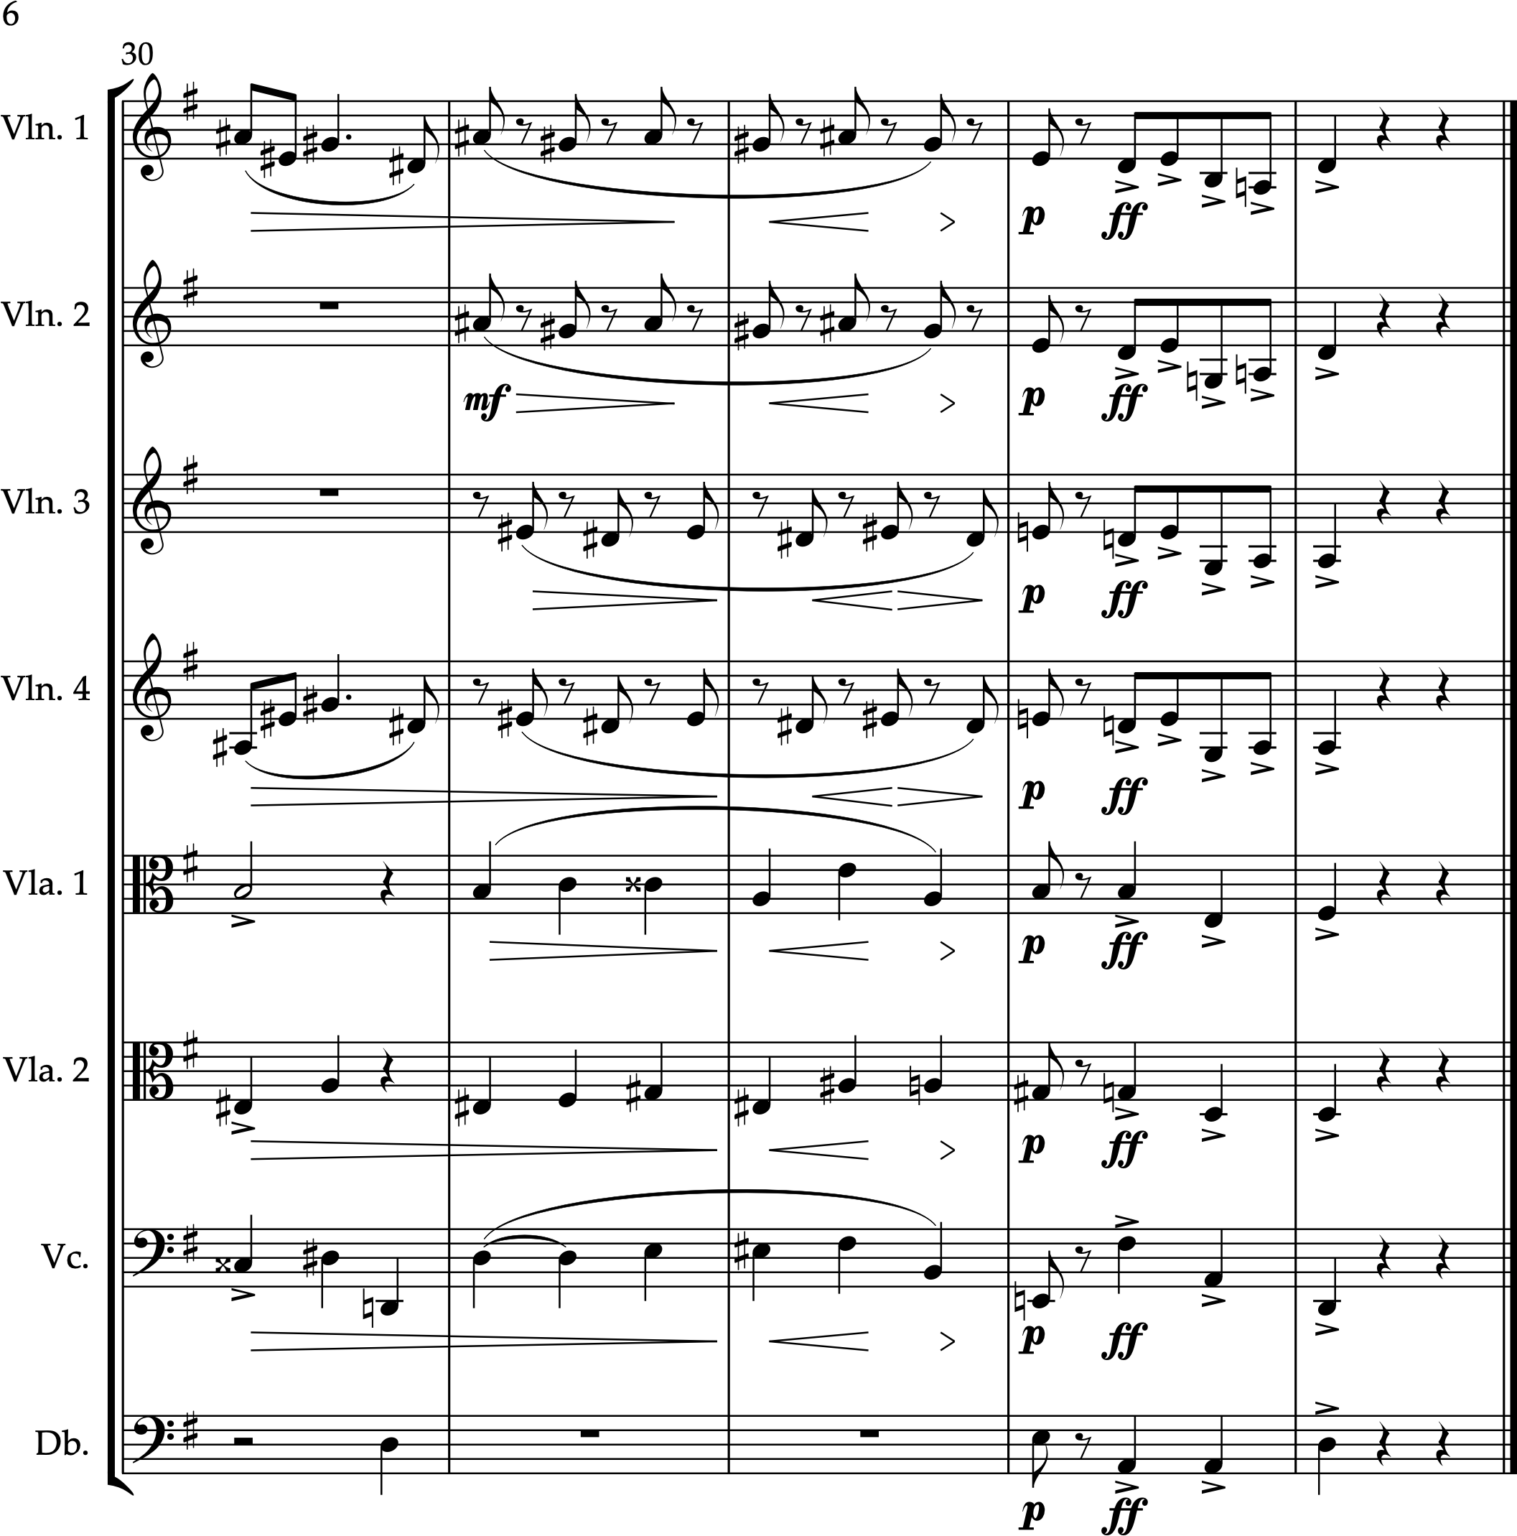 6
30
Vln. 1
p ff
Vln. 2
mf p ff
Vln. 3
p ff
Vln. 4
p ff
Vla. 1
p ff
Vla. 2
p ff
Vc.
p ff
Db.
p ff